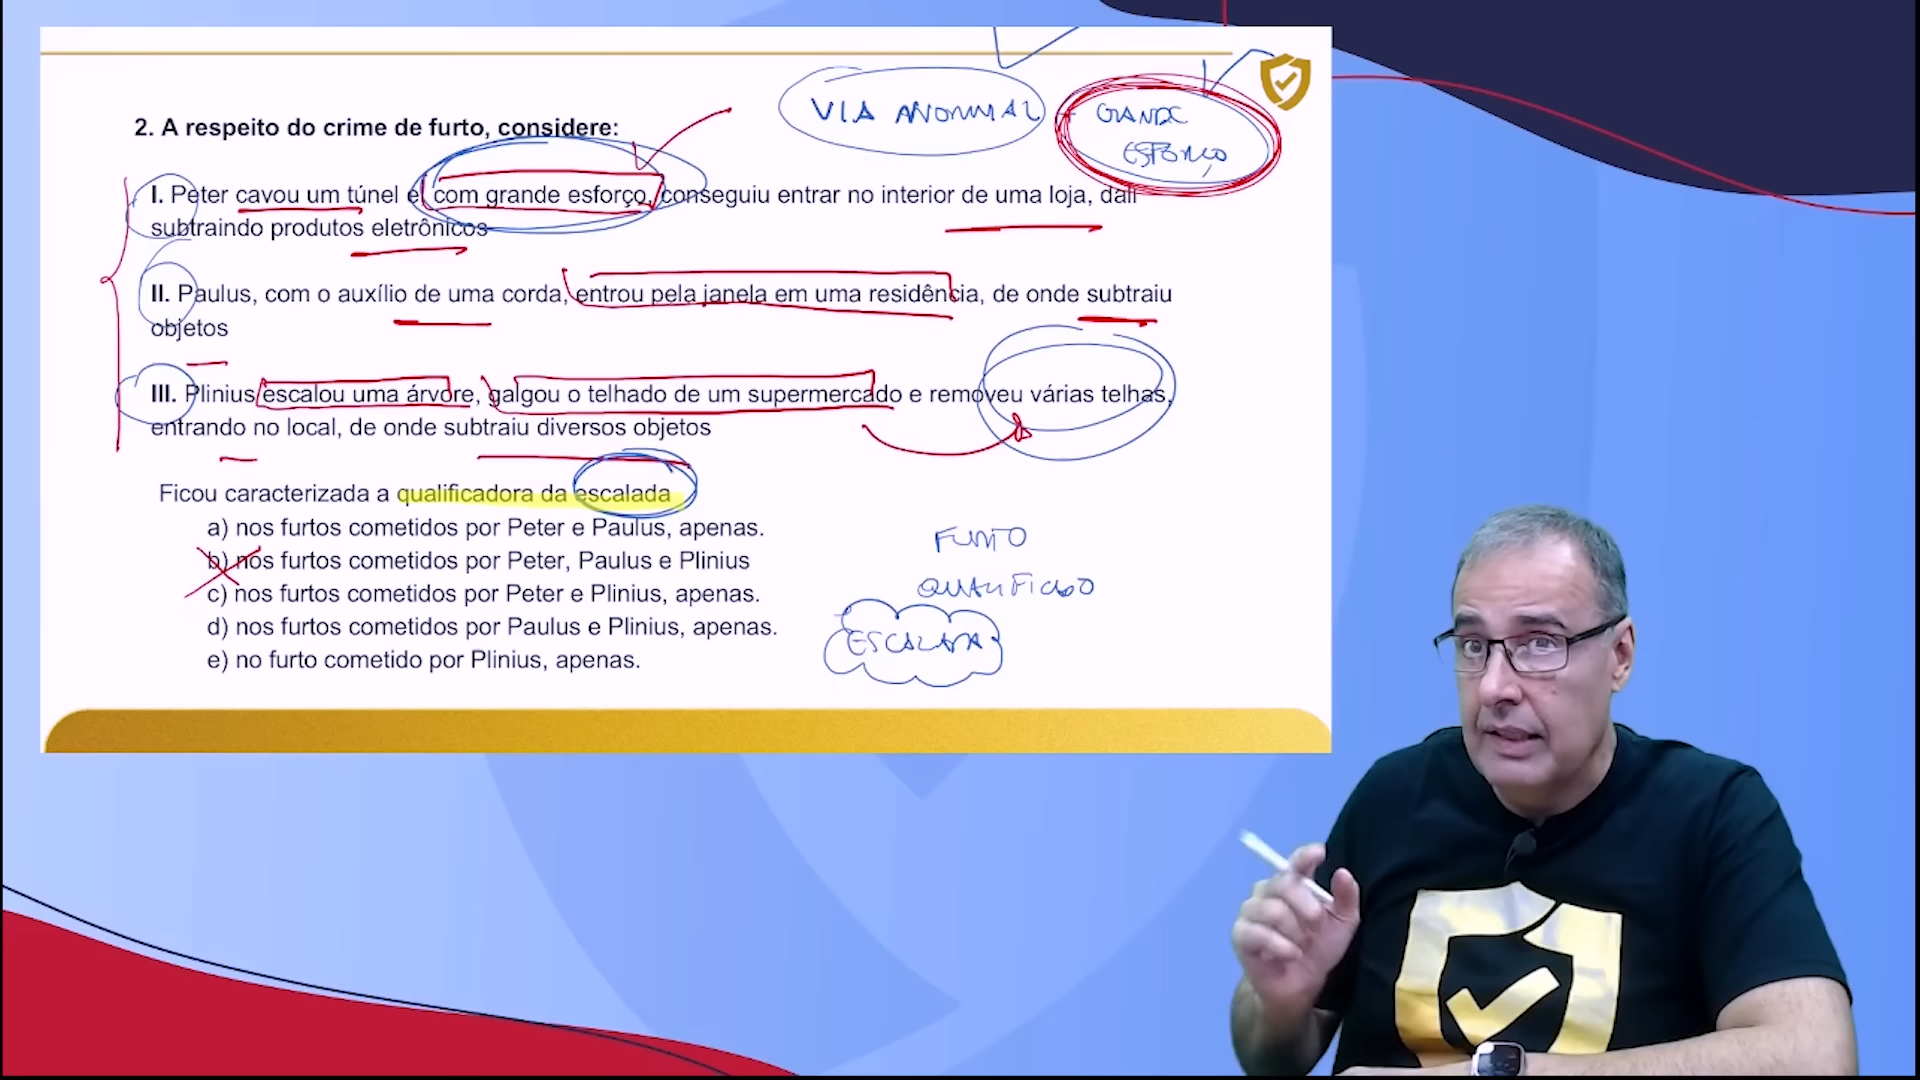 VIA ANORMAL
GRANDE
ESFORÇO
2. A respeito do crime de furto, considere:
I. Peter cavou um túnel e, com grande esforço, conseguiu entrar no interior de uma loja, dali
subtraindo produtos eletrônicos
II. Paulus, com o auxílio de uma corda, entrou pela janela em uma residência, de onde subtraiu
objetos
III. Plinius escalou uma árvore, galgou o telhado de um supermercado e removeu várias telhas,
entrando no local, de onde subtraiu diversos objetos
Ficou caracterizada a qualificadora da escalada
a) nos furtos cometidos por Peter e Paulus, apenas.
b) nos furtos cometidos por Peter, Paulus e Plinius
c) nos furtos cometidos por Peter e Plinius, apenas.
d) nos furtos cometidos por Paulus e Plinius, apenas.
e) no furto cometido por Plinius, apenas.
FURTO
QUALIFICADO
ESCALADA